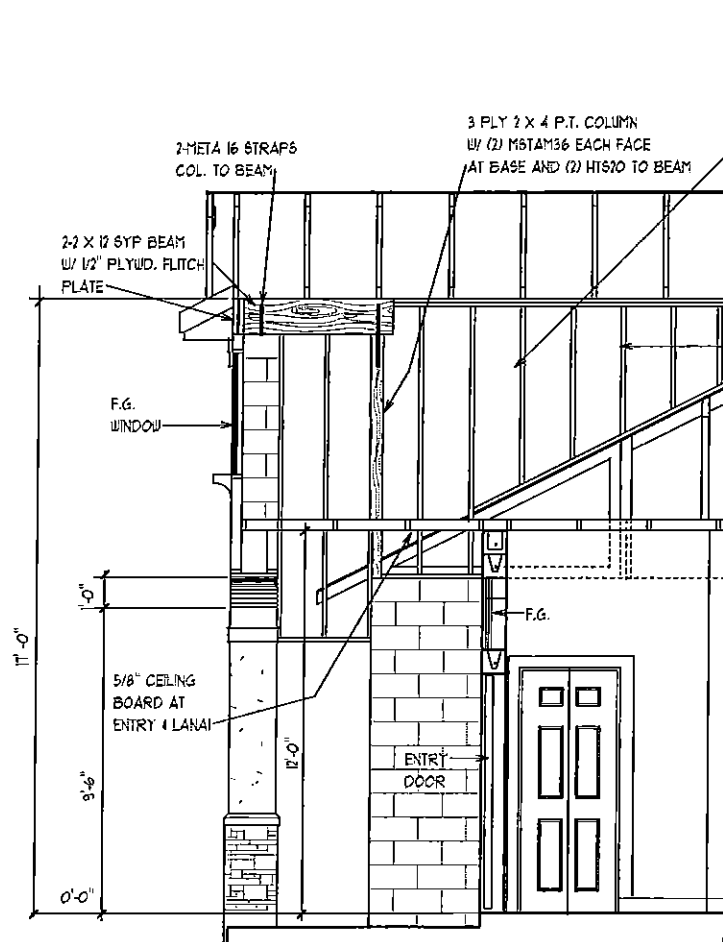 3 PLY 2 X 4 P.T. COLUMN
W/ (2) MSTAM36 EACH FACE
AT BASE AND (2) HTS20 TO BEAM
2-META 16 STRAPS
COL. TO BEAM
2-2 X 12 SYP BEAM
W/ 1/2" PLYWD. FLITCH
PLATE
F.G.
WINDOW
1'-0"
F.G.
17'-0"
5/8" CEILING
BOARD AT
ENTRY & LANAI
12'-0"
9'-6"
ENTRY
DOOR
0'-0"